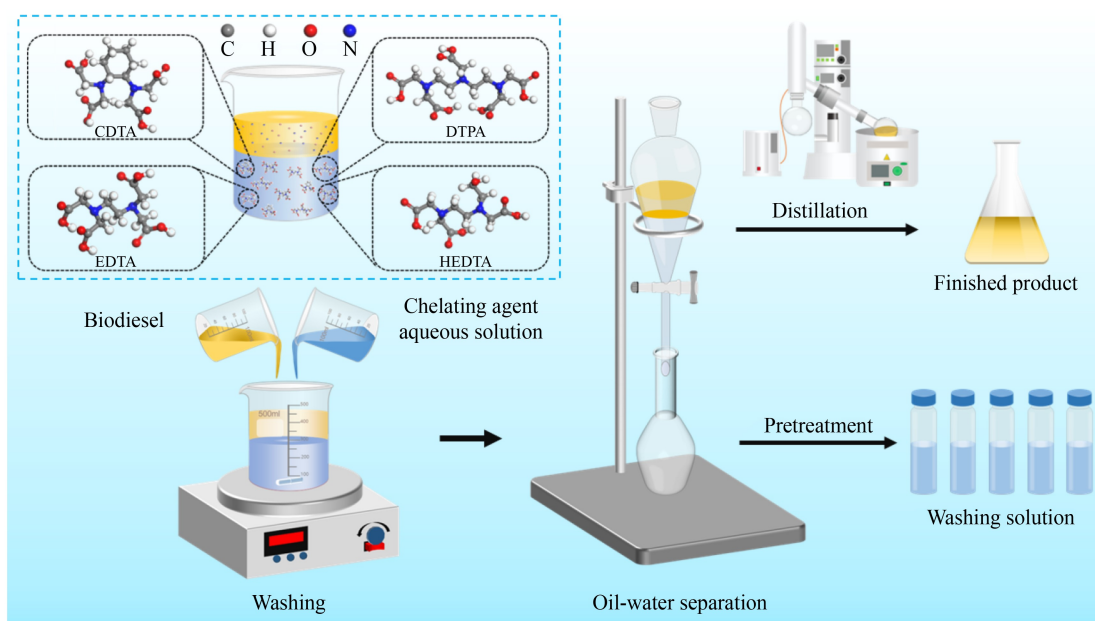 C H O N
CDTA
DTPA
EDTA
HEDTA
Biodiesel
Chelating agent
aqueous solution
500ml
Washing
Oil-water separation
Distillation
Finished product
Pretreatment
Washing solution